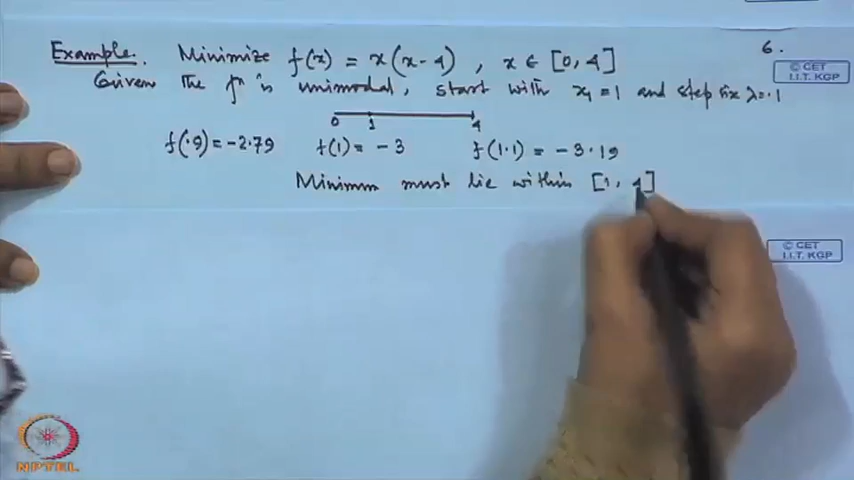 Example. Minimize f(x) = x(x-4), x ∈ [0, 4]
6.
© CET
I.I.T. KGP
Given the fⁿ is unimodal, start with x₁ = 1 and step size λ = .1
0 1 4
f(.9) = -2.79 f(1) = -3 f(1.1) = -3.19
Minimum must lie within [1, 4]
© CET
I.I.T. KGP
NPTEL